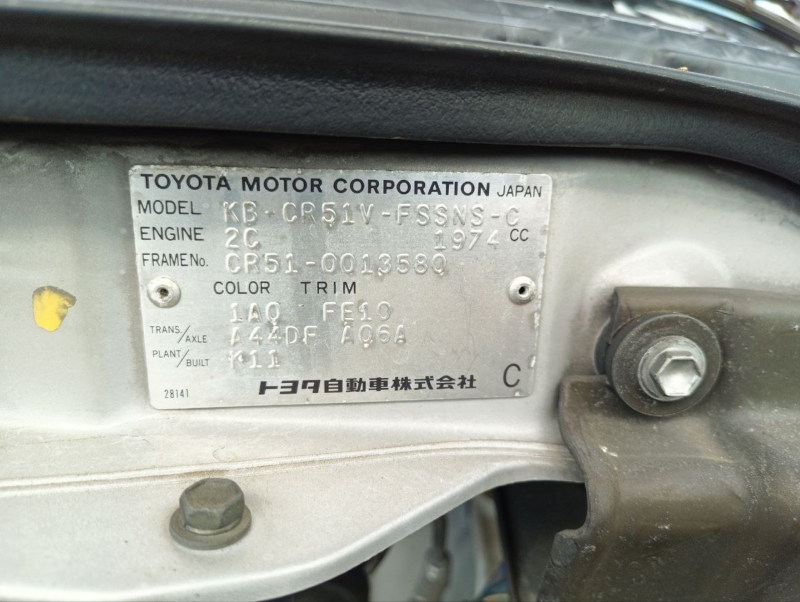 TOYOTA MOTOR CORPORATION JAPAN
MODEL KB-CR51V-FSSNS-C
ENGINE 2C 1974 CC
FRAME No. CR51-0013580
COLOR TRIM
1A0 FE10
TRANS./AXLE A44DF A06A
PLANT/BUILT M11
トヨタ自動車株式会社 C
28141